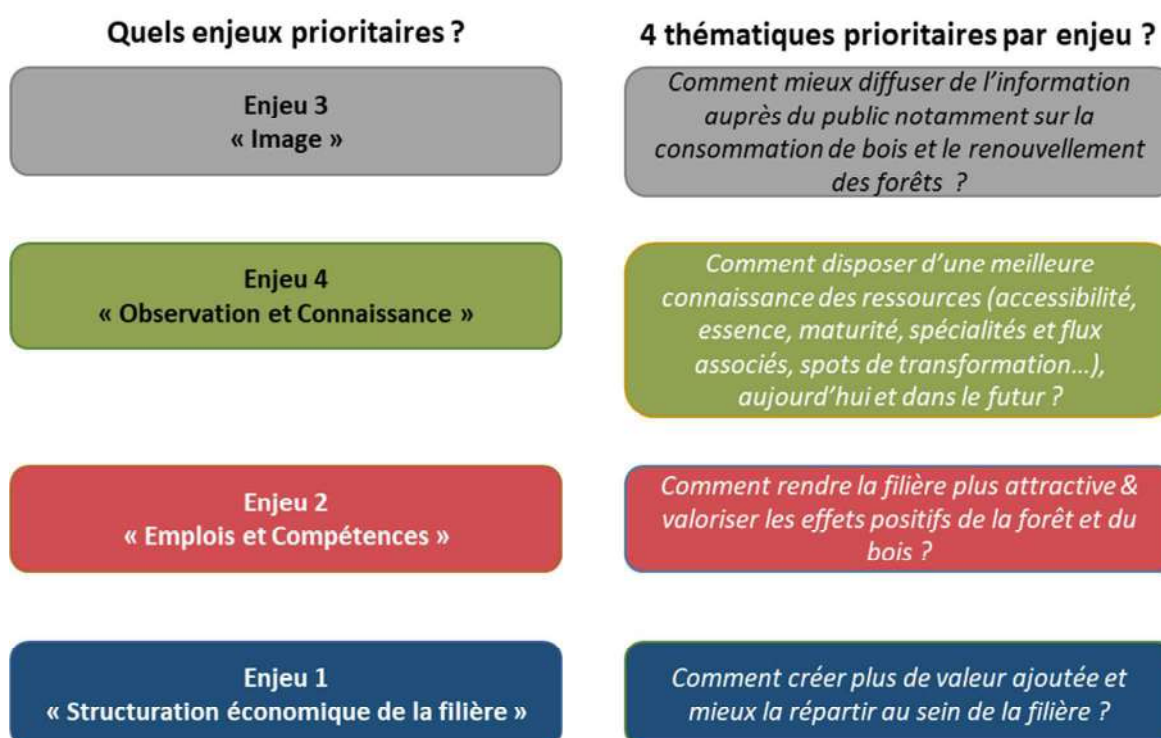 Quels enjeux prioritaires ?
4 thématiques prioritaires par enjeu ?
Enjeu 3
« Image »
Comment mieux diffuser de l'information
auprès du public notamment sur la
consommation de bois et le renouvellement
des forêts ?
Enjeu 4
« Observation et Connaissance »
Comment disposer d'une meilleure
connaissance des ressources (accessibilité,
essence, maturité, spécialités et flux
associés, spots de transformation...),
aujourd'hui et dans le futur ?
Enjeu 2
« Emplois et Compétences »
Comment rendre la filière plus attractive &
valoriser les effets positifs de la forêt et du
bois ?
Enjeu 1
« Structuration économique de la filière »
Comment créer plus de valeur ajoutée et
mieux la répartir au sein de la filière ?